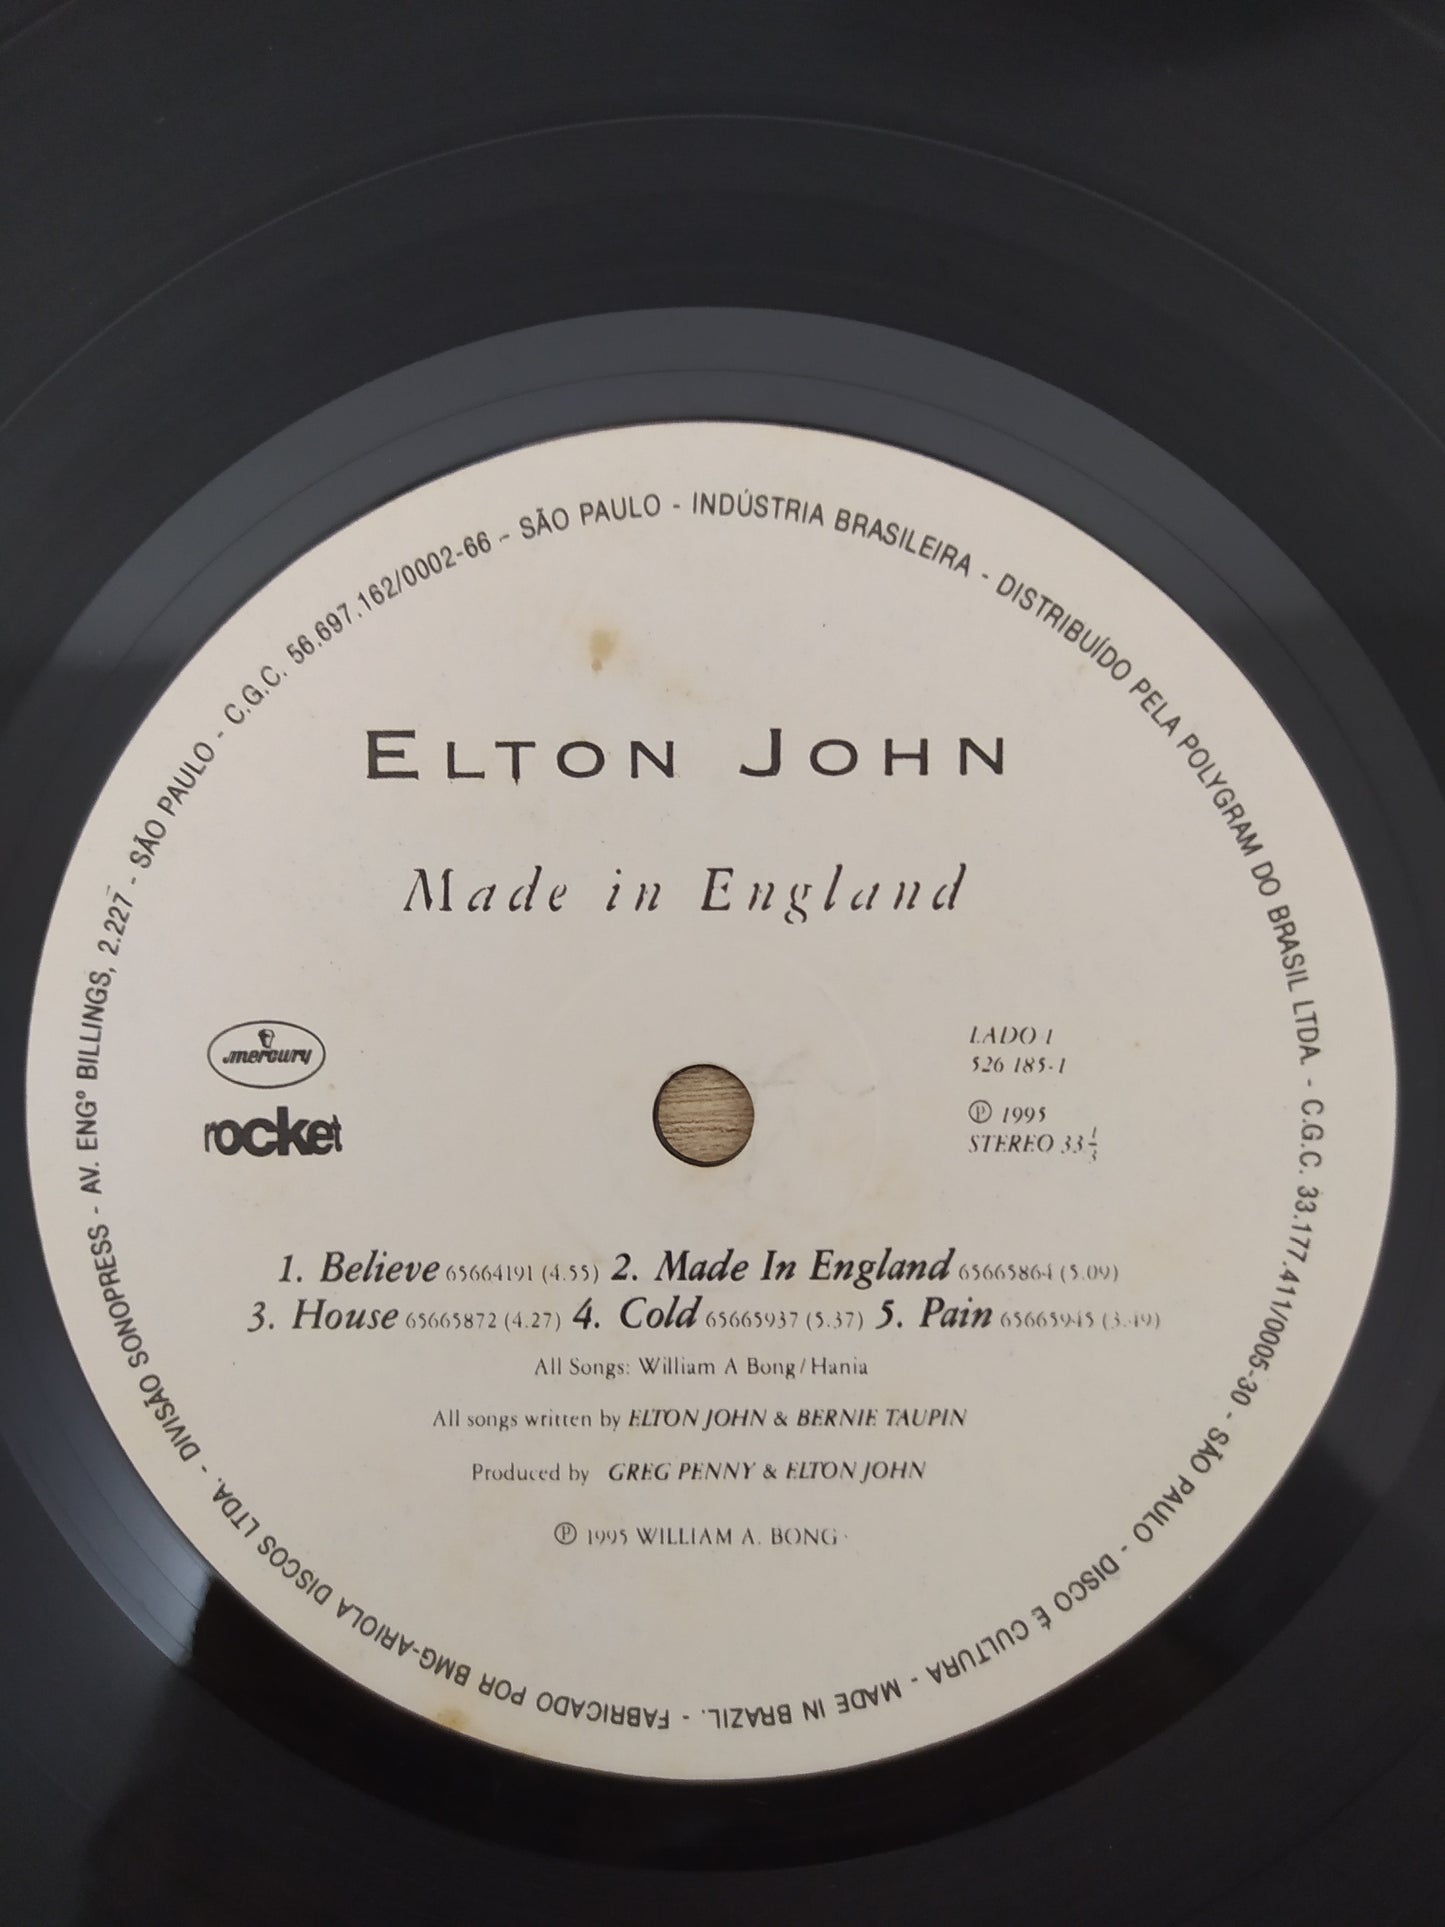 ELTON JOHN
Made in England
mercury
rocket
LADO 1
526 185-1
Ⓟ 1995
STEREO 33 1/3
1. Believe 65664191 (4.55) 2. Made In England 65665864 (5.09)
3. House 65665872 (4.27) 4. Cold 65665937 (5.37) 5. Pain 65665945 (3.49)
All Songs: William A Bong/Hania
All songs written by ELTON JOHN & BERNIE TAUPIN
Produced by GREG PENNY & ELTON JOHN
Ⓟ 1995 WILLIAM A. BONG.
FABRICADO POR BMG-ARIOLA DISCOS LTDA. - DIVISÃO SONOPRESS - AV. ENGº BILLINGS, 2.227 - SÃO PAULO - C.G.C. 56.697.162/0002-66 - SÃO PAULO - INDÚSTRIA BRASILEIRA - DISTRIBUÍDO PELA POLYGRAM DO BRASIL LTDA. - C.G.C. 33.177.411/0005-30 - SÃO PAULO - DISCO É CULTURA - MADE IN BRAZIL. -